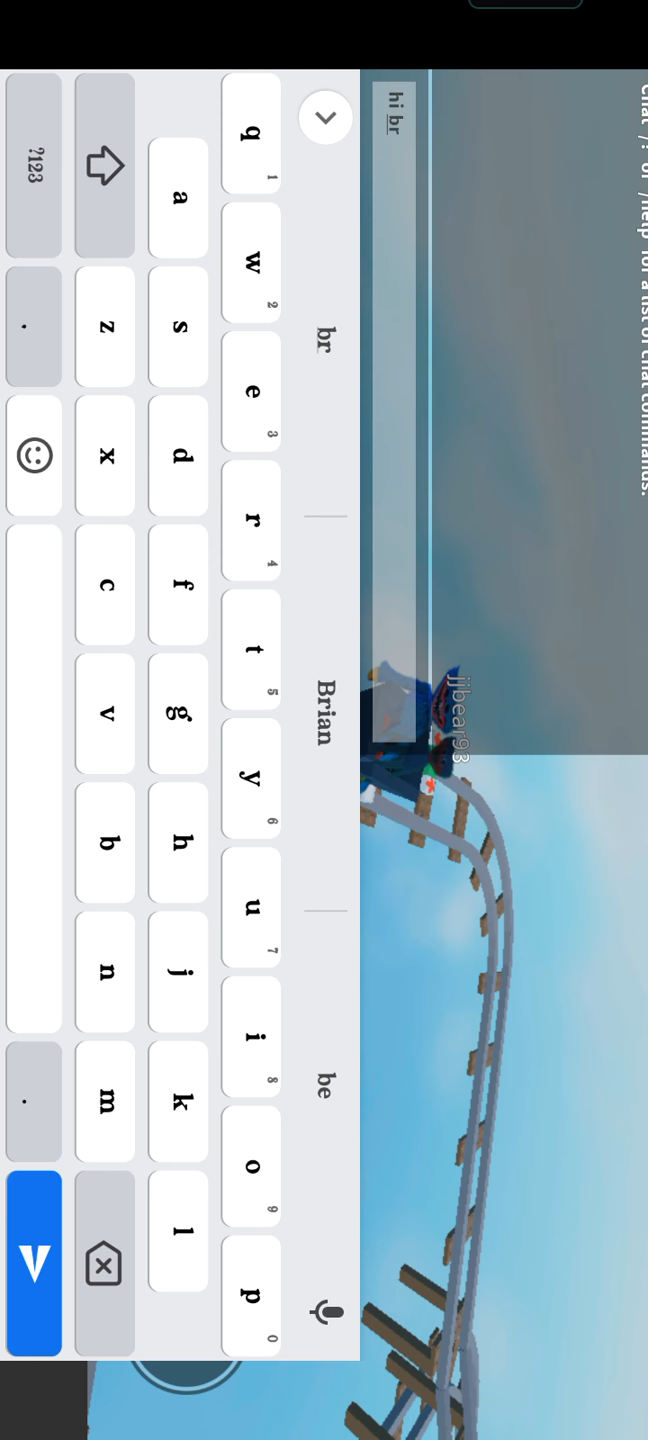 Chat '/?' or '/help' for a list of chat commands.
jjbear93
hi br
br Brian be
q 1 w 2 e 3 r 4 t 5 y 6 u 7 i 8 o 9 p 0
a s d f g h j k l
z x c v b n m
?123 , .